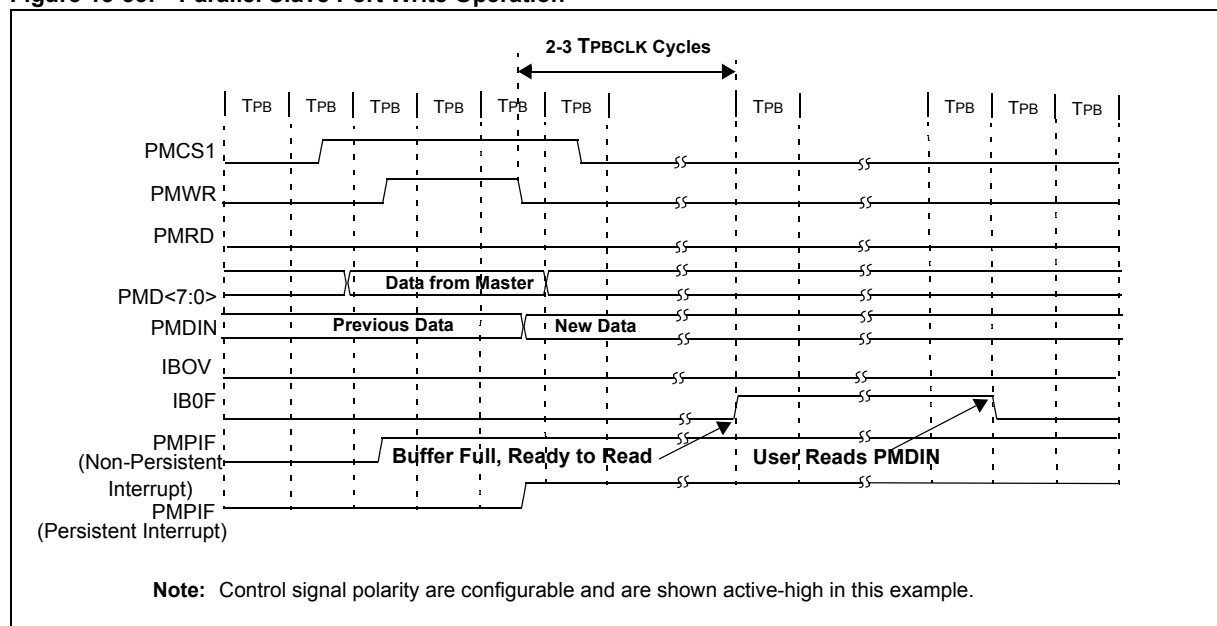 Figure 13-33: Parallel Slave Port Write Operation
2-3 TPBCLK Cycles
TPB TPB TPB TPB TPB TPB TPB TPB TPB TPB
PMCS1
PMWR
PMRD
PMD<7:0> Data from Master
PMDIN Previous Data New Data
IBOV
IB0F
PMPIF
(Non-Persistent
Interrupt)
Buffer Full, Ready to Read User Reads PMDIN
PMPIF
(Persistent Interrupt)
Note: Control signal polarity are configurable and are shown active-high in this example.